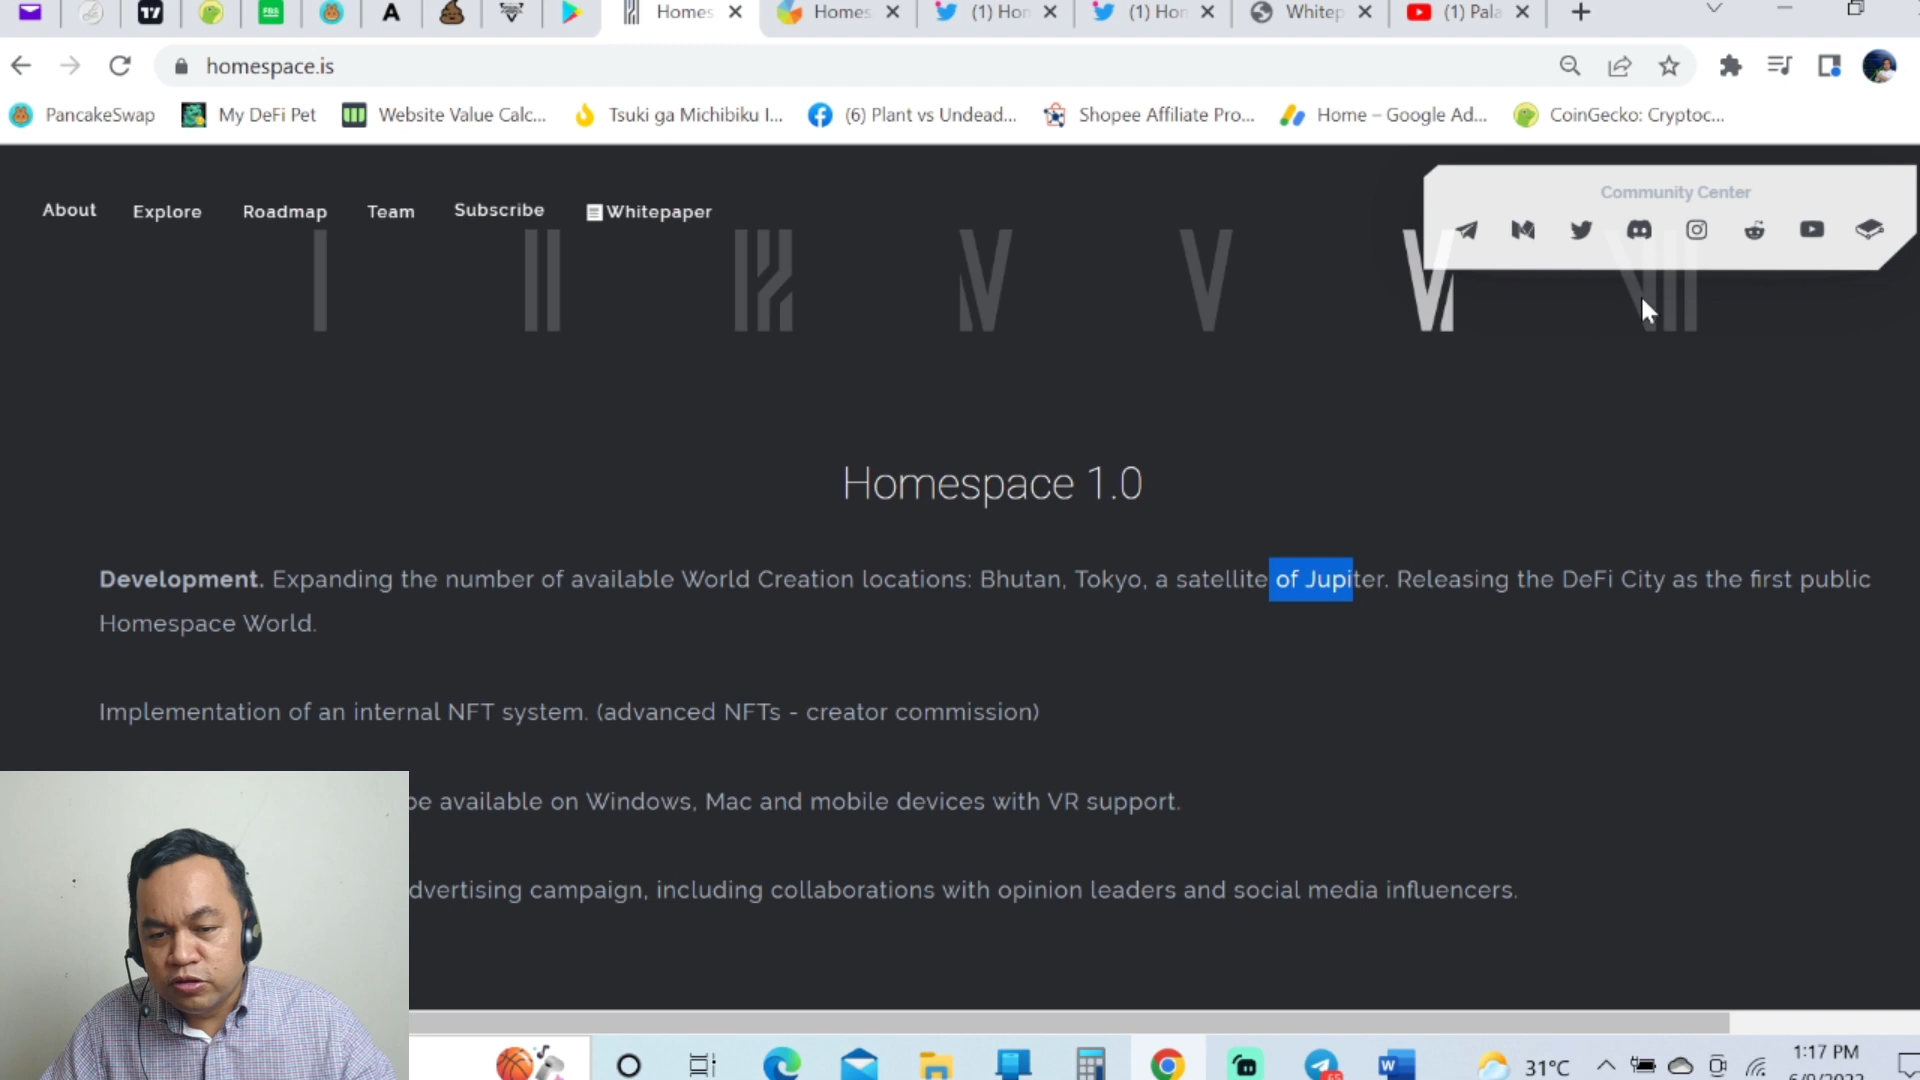 Homes
Homes
(1) Hon
(1) Hon
Whitep
(1) Pala
homespace.is
PancakeSwap
My DeFi Pet
Website Value Calc...
Tsuki ga Michibiku I...
(6) Plant vs Undead...
Shopee Affiliate Pro...
Home – Google Ad...
CoinGecko: Cryptoc...
About
Explore
Roadmap
Team
Subscribe
Whitepaper
Community Center
Homespace 1.0
Development. Expanding the number of available World Creation locations: Bhutan, Tokyo, a satellite of Jupiter. Releasing the DeFi City as the first public
Homespace World.
Implementation of an internal NFT system. (advanced NFTs - creator commission)
be available on Windows, Mac and mobile devices with VR support.
dvertising campaign, including collaborations with opinion leaders and social media influencers.
31°C
1:17 PM